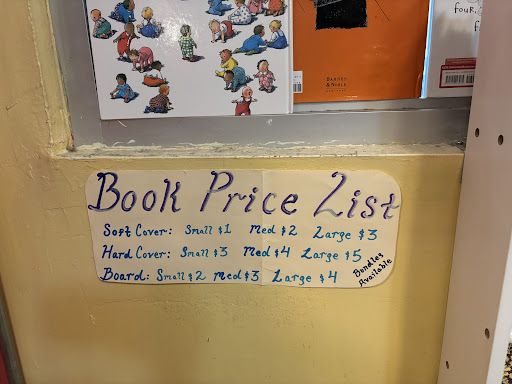 four,
BARNES
& NOBLE
Book Price List
Soft Cover: Small $1 Med $2 Large $3
Hard Cover: Small $3 Med $4 Large $5
Board: Small $2 Med $3 Large $4
Bundles
Available